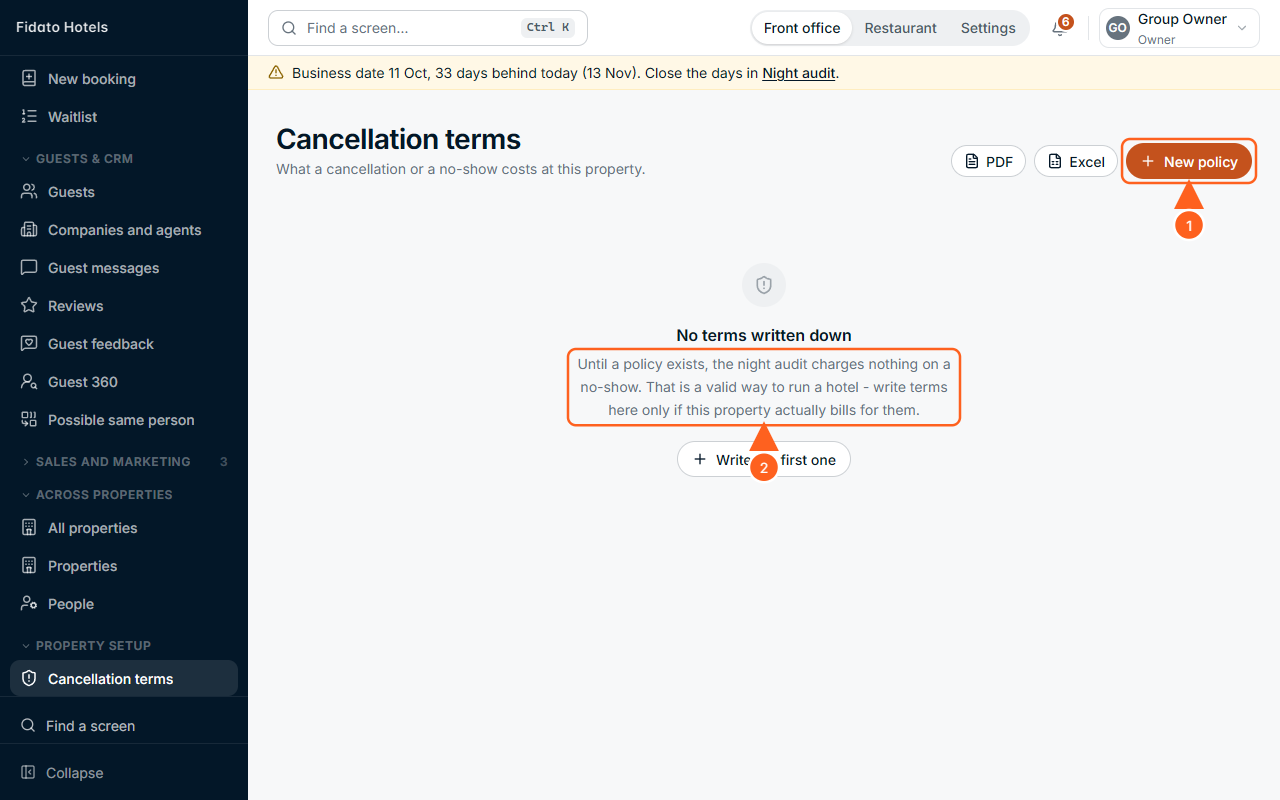 Fidato Hotels
Find a screen...
Ctrl K
Front office
Restaurant
Settings
6
GO
Group Owner
Owner
Business date 11 Oct, 33 days behind today (13 Nov). Close the days in Night audit.
New booking
Waitlist
GUESTS & CRM
Guests
Companies and agents
Guest messages
Reviews
Guest feedback
Guest 360
Possible same person
SALES AND MARKETING 3
ACROSS PROPERTIES
All properties
Properties
People
PROPERTY SETUP
Cancellation terms
Find a screen
Collapse
Cancellation terms
What a cancellation or a no-show costs at this property.
PDF
Excel
New policy
1
No terms written down
Until a policy exists, the night audit charges nothing on a
no-show. That is a valid way to run a hotel - write terms
here only if this property actually bills for them.
Write first one
2